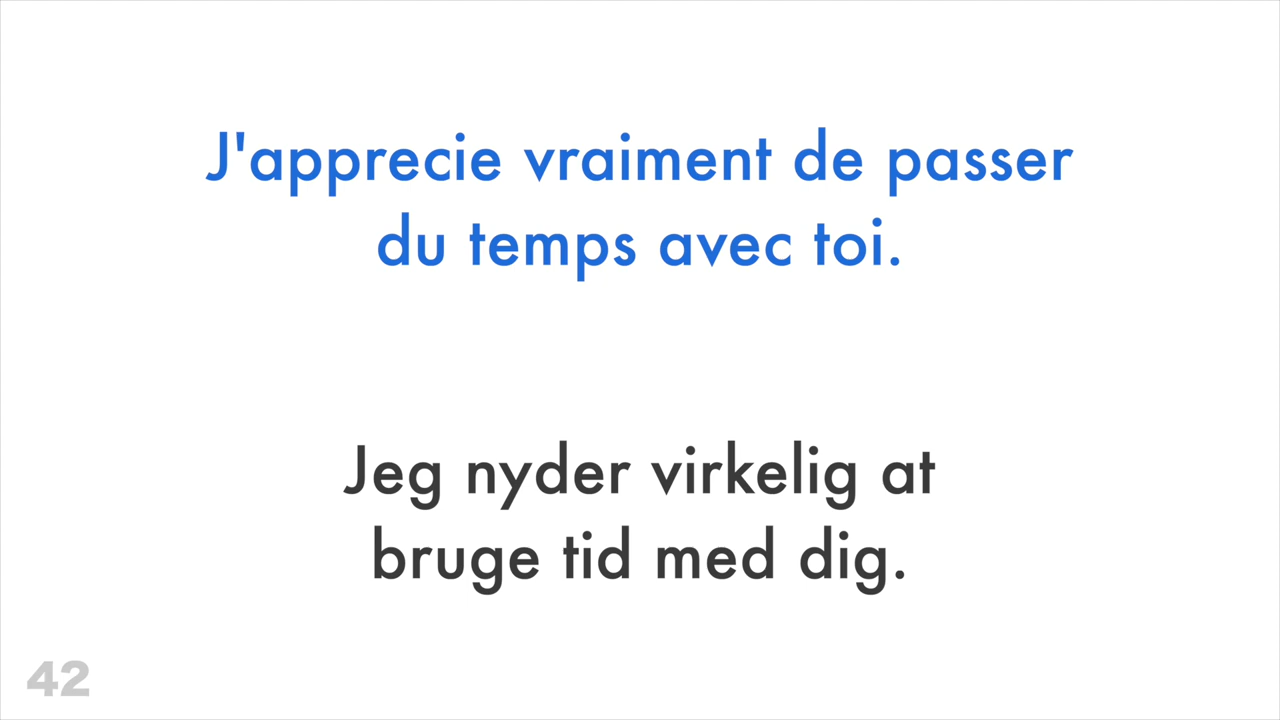 J'apprecie vraiment de passer
du temps avec toi.
Jeg nyder virkelig at
bruge tid med dig.
42